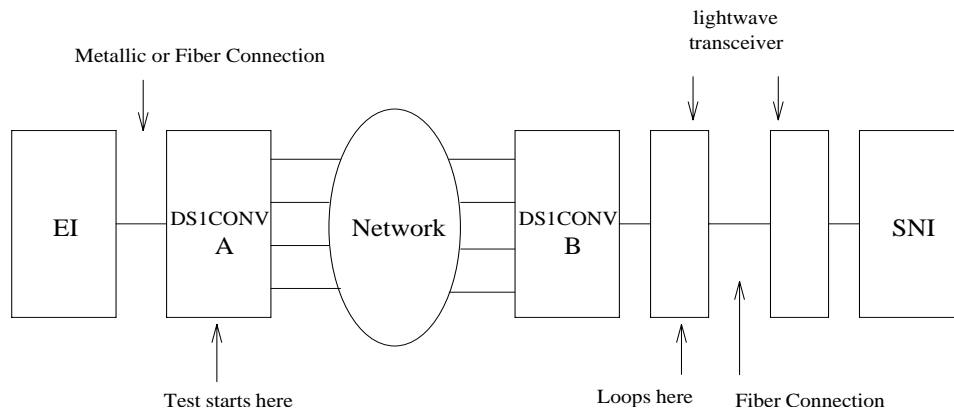 lightwave
transceiver
Metallic or Fiber Connection
EI
DS1CONV
A
Network
DS1CONV
B
SNI
Test starts here
Loops here
Fiber Connection